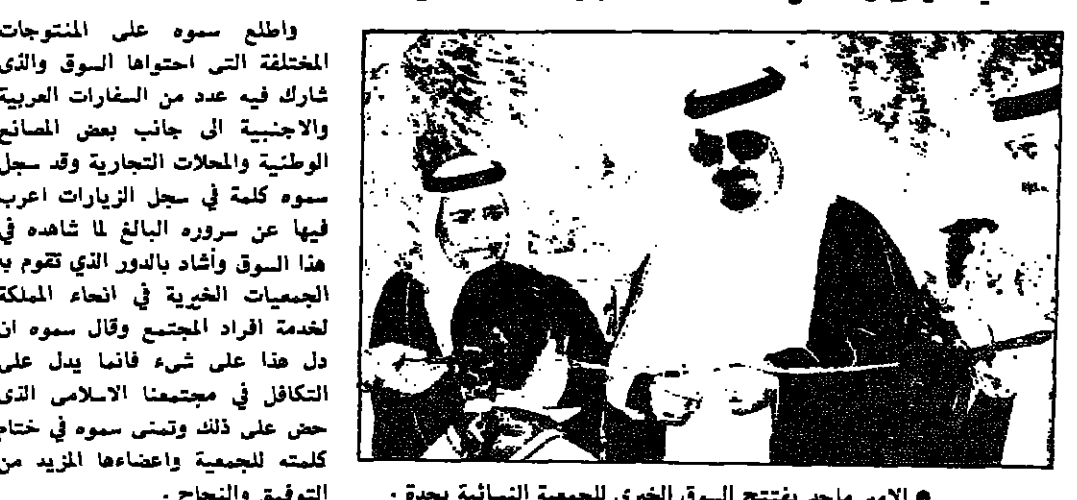 واطلع سموه على المنتوجات
المختلفة التى احتواها السوق والذى
شارك فيه عدد من السفارات العربية
والاجنبية الى جانب بعض المصانع
الوطنية والمحلات التجارية وقد سجل
سموه كلمة في سجل الزيارات اعرب
فيها عن سروره البالغ لما شاهده في
هذا السوق وأشاد بالدور الذي تقوم به
الجمعيات الخيرية في انحاء المملكة
لخدمة افراد المجتمع وقال سموه ان
دل هذا على شيء فانما يدل على
التكافل في مجتمعنا الاسلامى الذى
حض على ذلك وتمنى سموه في ختام
كلمته للجمعية واعضاءها المزيد من
التوفيق والنجاح .
● الامير ماجد يفتتح السوق الخيرى للجمعية النسائية بجدة .